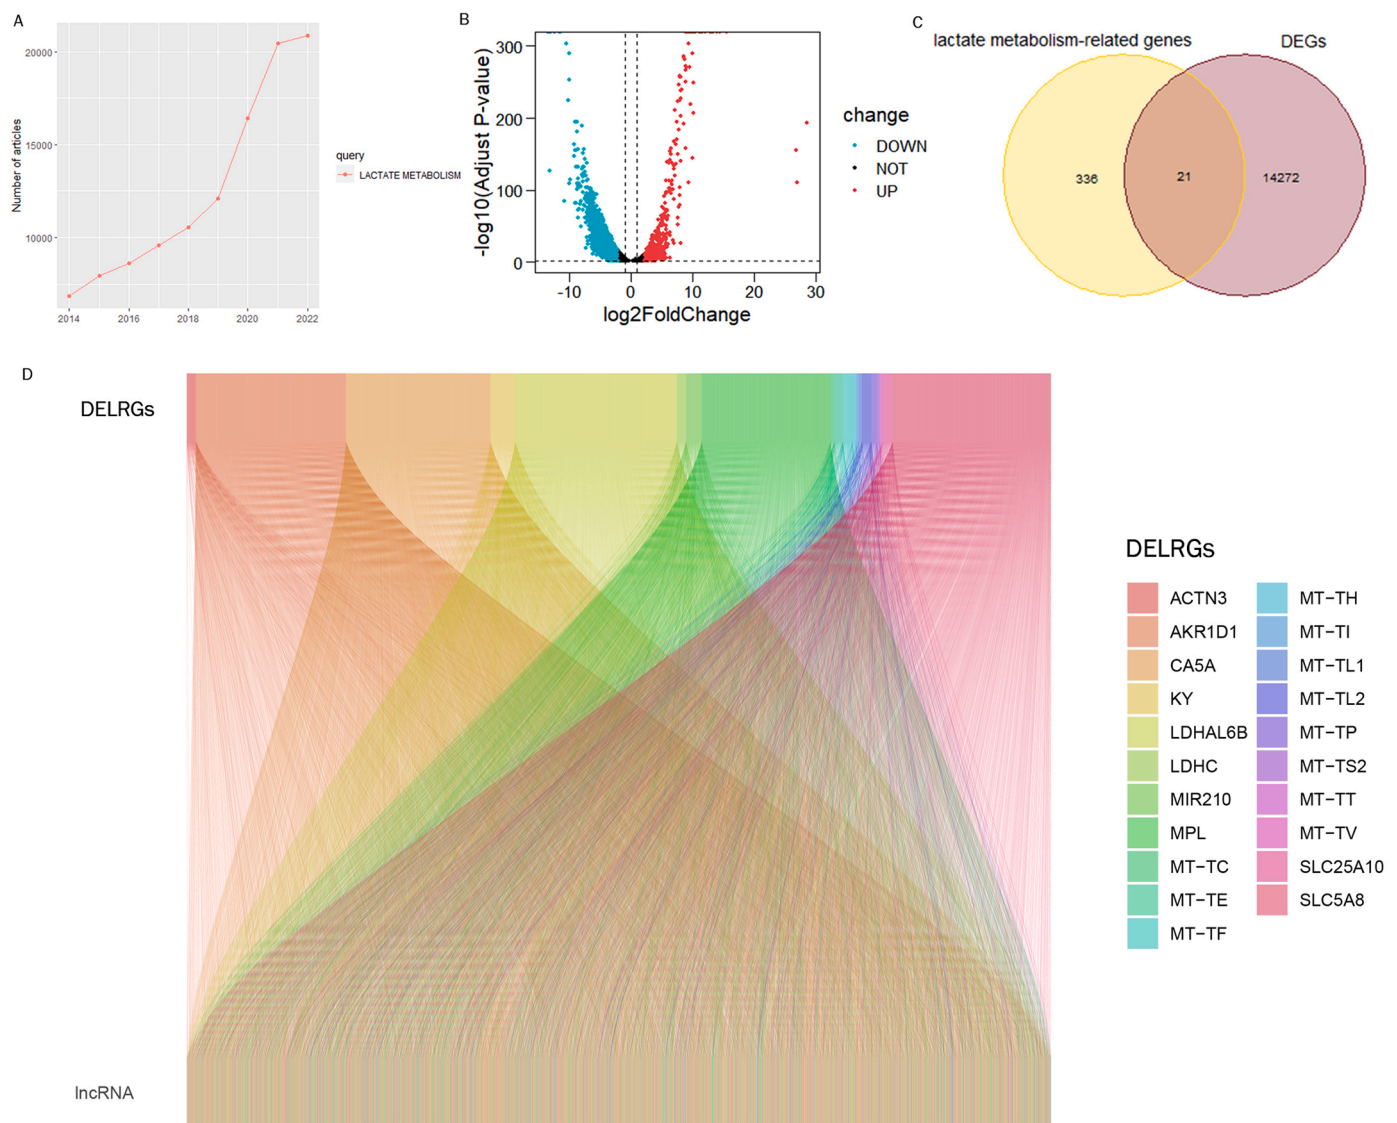 A
20000
15000
10000
Number of articles
2014
2016
2018
2020
2022
query
LACTATE METABOLISM
B
300
200
100
0
-log10(Adjust P-value)
-10
0
10
20
30
log2FoldChange
change
DOWN
NOT
UP
C
lactate metabolism-related genes
DEGs
336
21
14272
D
DELRGs
lncRNA
DELRGs
ACTN3
AKR1D1
CA5A
KY
LDHAL6B
LDHC
MIR210
MPL
MT−TC
MT−TE
MT−TF
MT−TH
MT−TI
MT−TL1
MT−TL2
MT−TP
MT−TS2
MT−TT
MT−TV
SLC25A10
SLC5A8